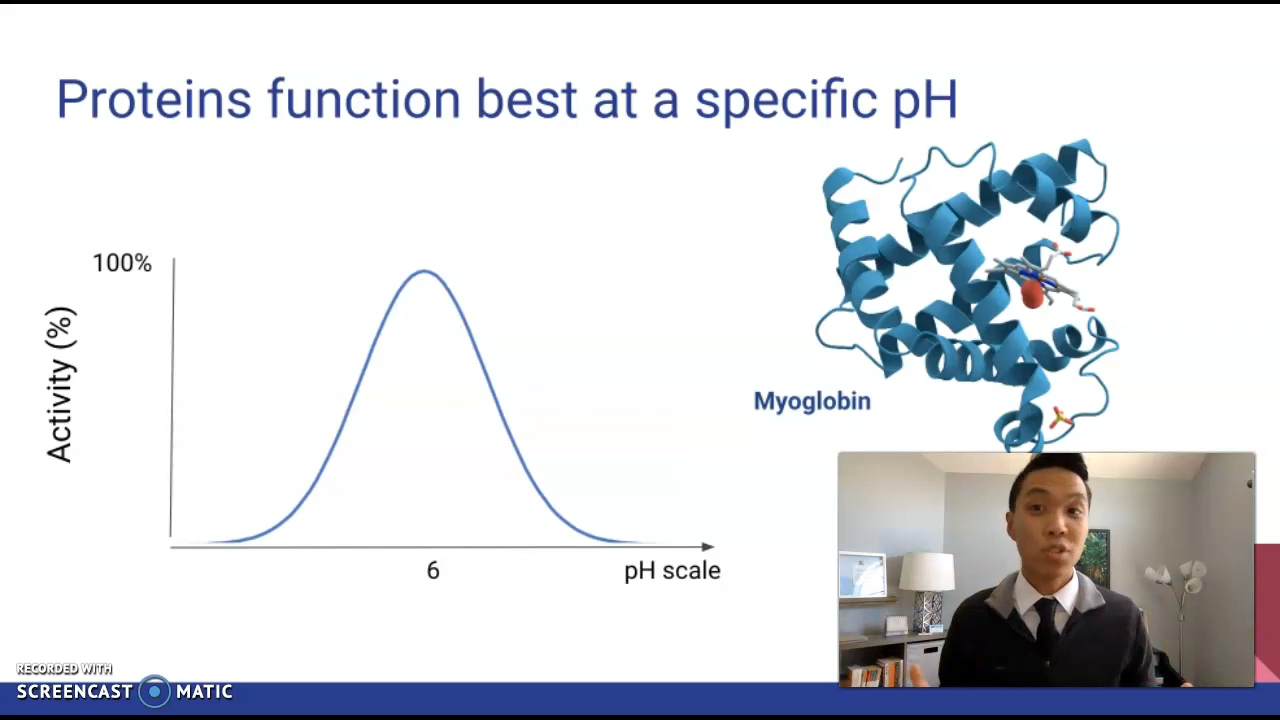 Proteins function best at a specific pH
100%
Activity (%)
6
pH scale
Myoglobin
RECORDED WITH
SCREENCAST MATIC